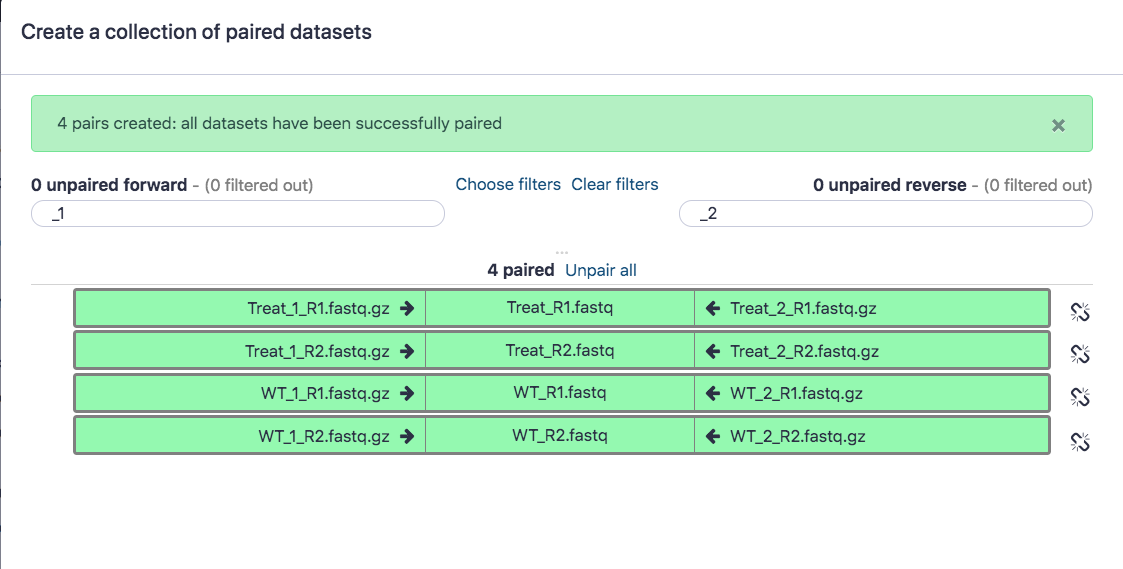 Create a collection of paired datasets
4 pairs created: all datasets have been successfully paired ×
0 unpaired forward - (0 filtered out) Choose filters Clear filters 0 unpaired reverse - (0 filtered out)
_1 _2
...
4 paired Unpair all
Treat_1_R1.fastq.gz → Treat_R1.fastq ← Treat_2_R1.fastq.gz
Treat_1_R2.fastq.gz → Treat_R2.fastq ← Treat_2_R2.fastq.gz
WT_1_R1.fastq.gz → WT_R1.fastq ← WT_2_R1.fastq.gz
WT_1_R2.fastq.gz → WT_R2.fastq ← WT_2_R2.fastq.gz